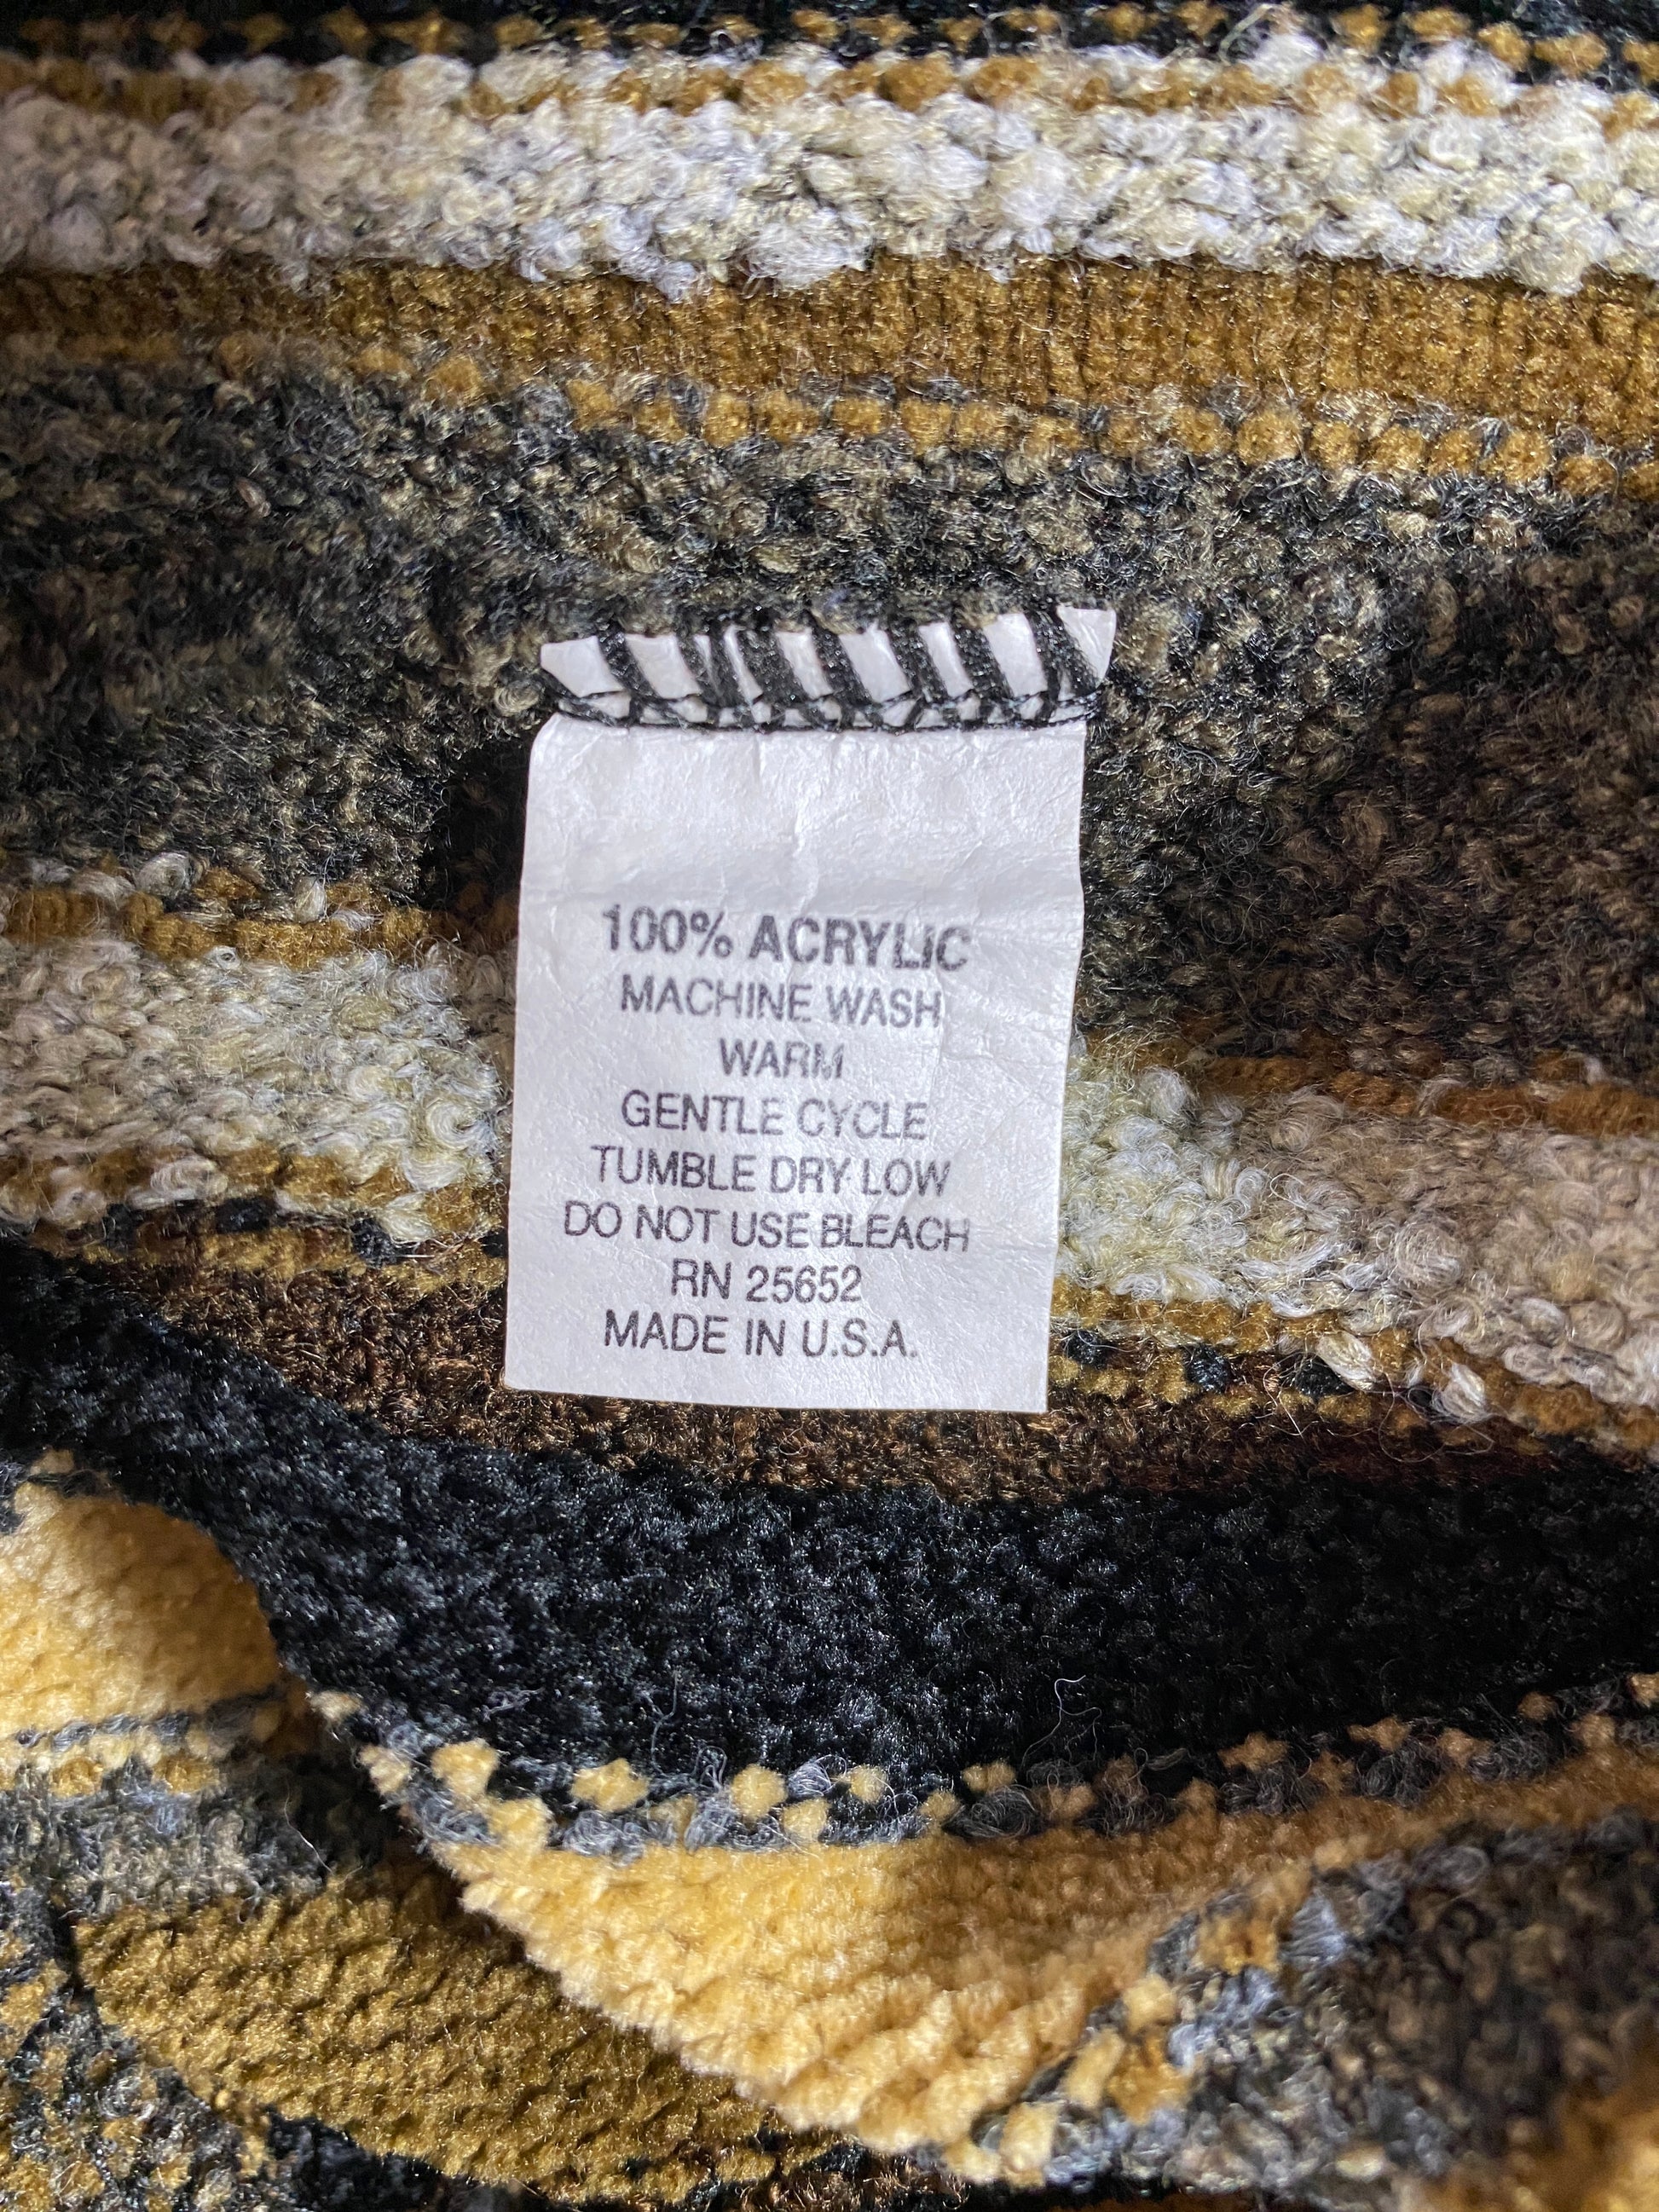 100% ACRYLIC
MACHINE WASH
WARM
GENTLE CYCLE
TUMBLE DRY LOW
DO NOT USE BLEACH
RN 25652
MADE IN U.S.A.